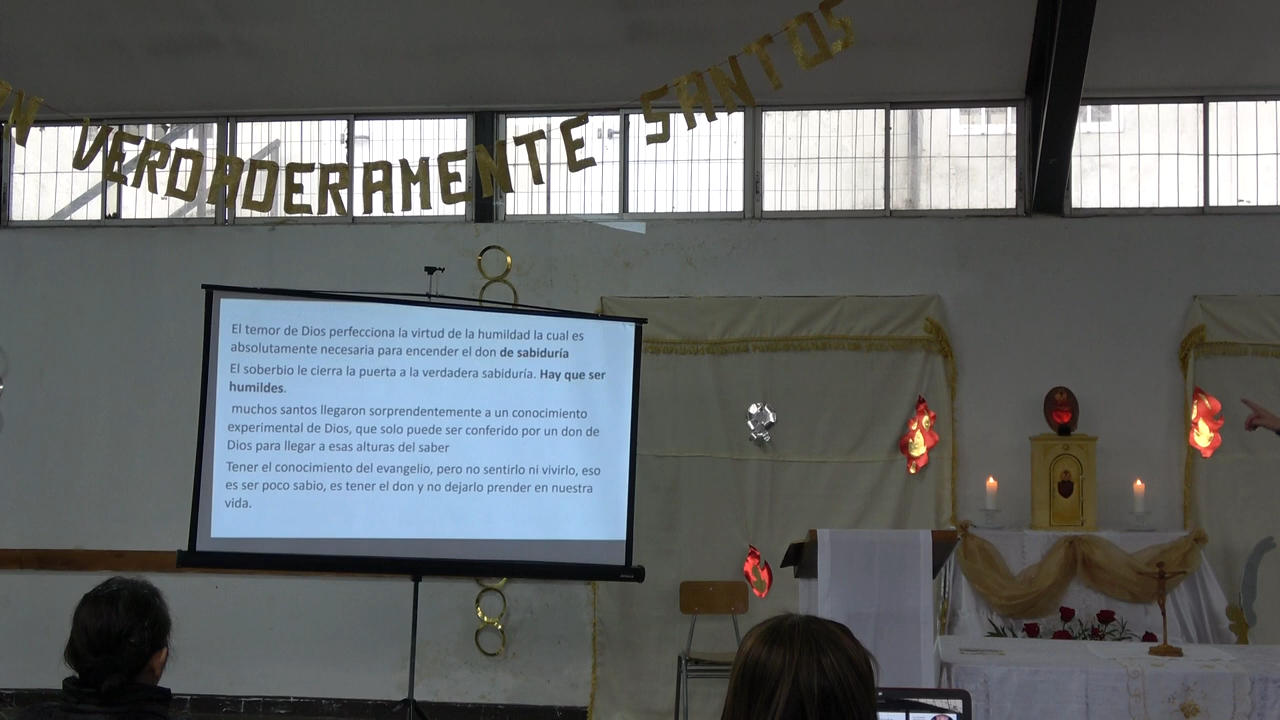 N VERDADERAMENTE SANTOS
El temor de Dios perfecciona la virtud de la humildad la cual es
absolutamente necesaria para encender el don de sabiduría
El soberbio le cierra la puerta a la verdadera sabiduría. Hay que ser
humildes.
muchos santos llegaron sorprendentemente a un conocimiento
experimental de Dios, que solo puede ser conferido por un don de
Dios para llegar a esas alturas del saber
Tener el conocimiento del evangelio, pero no sentirlo ni vivirlo, eso
es ser poco sabio, es tener el don y no dejarlo prender en nuestra
vida.